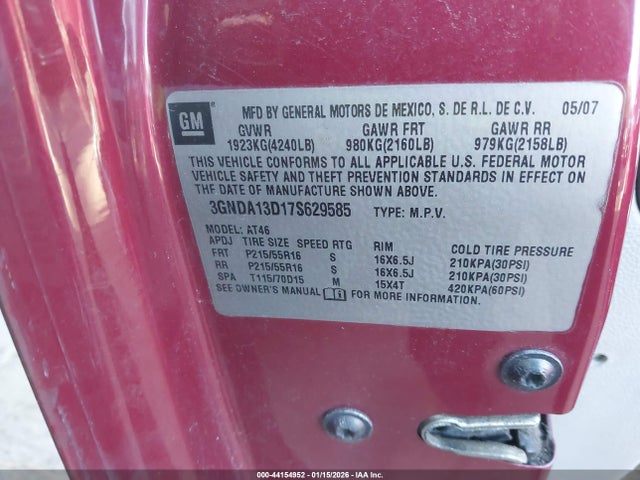 GM
MFD BY GENERAL MOTORS DE MEXICO, S. DE R.L. DE C.V. 05/07
GVWR GAWR FRT GAWR RR
1923KG(4240LB) 980KG(2160LB) 979KG(2158LB)
THIS VEHICLE CONFORMS TO ALL APPLICABLE U.S. FEDERAL MOTOR
VEHICLE SAFETY AND THEFT PREVENTION STANDARDS IN EFFECT ON
THE DATE OF MANUFACTURE SHOWN ABOVE.
3GNDA13D17S629585 TYPE: M.P.V.
MODEL: AT46
APDJ TIRE SIZE SPEED RTG RIM COLD TIRE PRESSURE
FRT P215/55R16 S 16X6.5J 210KPA(30PSI)
RR P215/55R16 S 16X6.5J 210KPA(30PSI)
SPA T115/70D15 M 15X4T 420KPA(60PSI)
SEE OWNER'S MANUAL FOR MORE INFORMATION.
000-44154952 - 01/15/2026 - IAAI.COM